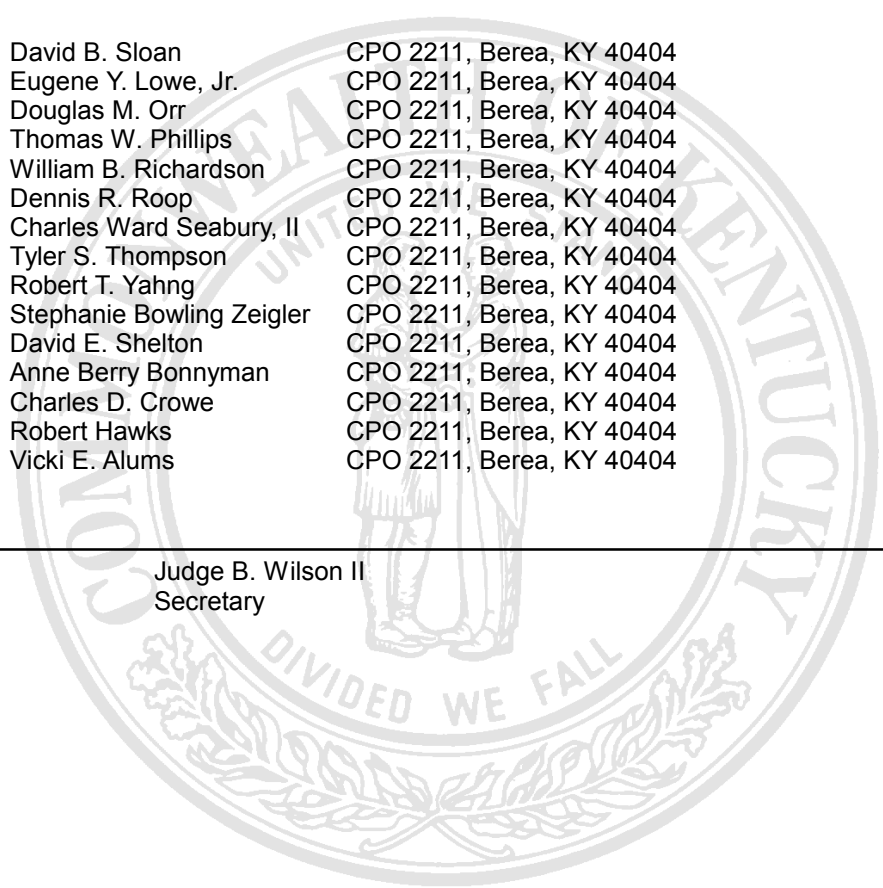 David B. Sloan CPO 2211, Berea, KY 40404
Eugene Y. Lowe, Jr. CPO 2211, Berea, KY 40404
Douglas M. Orr CPO 2211, Berea, KY 40404
Thomas W. Phillips CPO 2211, Berea, KY 40404
William B. Richardson CPO 2211, Berea, KY 40404
Dennis R. Roop CPO 2211, Berea, KY 40404
Charles Ward Seabury, II CPO 2211, Berea, KY 40404
Tyler S. Thompson CPO 2211, Berea, KY 40404
Robert T. Yahng CPO 2211, Berea, KY 40404
Stephanie Bowling Zeigler CPO 2211, Berea, KY 40404
David E. Shelton CPO 2211, Berea, KY 40404
Anne Berry Bonnyman CPO 2211, Berea, KY 40404
Charles D. Crowe CPO 2211, Berea, KY 40404
Robert Hawks CPO 2211, Berea, KY 40404
Vicki E. Alums CPO 2211, Berea, KY 40404
Judge B. Wilson II
Secretary
COMMONWEALTH OF KENTUCKY
UNITED WE STAND
DIVIDED WE FALL